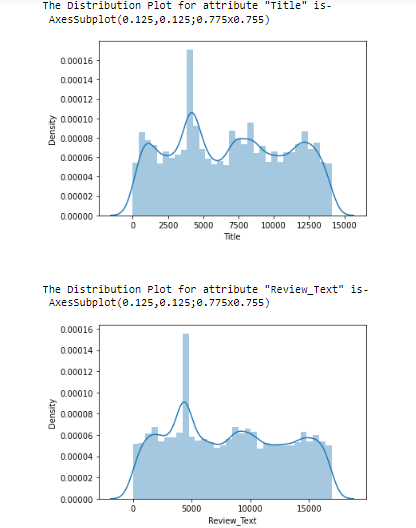 The Distribution Plot for attribute "Title" is-
AxesSubplot(0.125,0.125;0.775x0.755)
0.00016
0.00014
0.00012
0.00010
0.00008
0.00006
0.00004
0.00002
0.00000
Density
0 2500 5000 7500 10000 12500 15000
Title
The Distribution Plot for attribute "Review_Text" is-
AxesSubplot(0.125,0.125;0.775x0.755)
0.00016
0.00014
0.00012
0.00010
0.00008
0.00006
0.00004
0.00002
0.00000
Density
0 5000 10000 15000
Review_Text